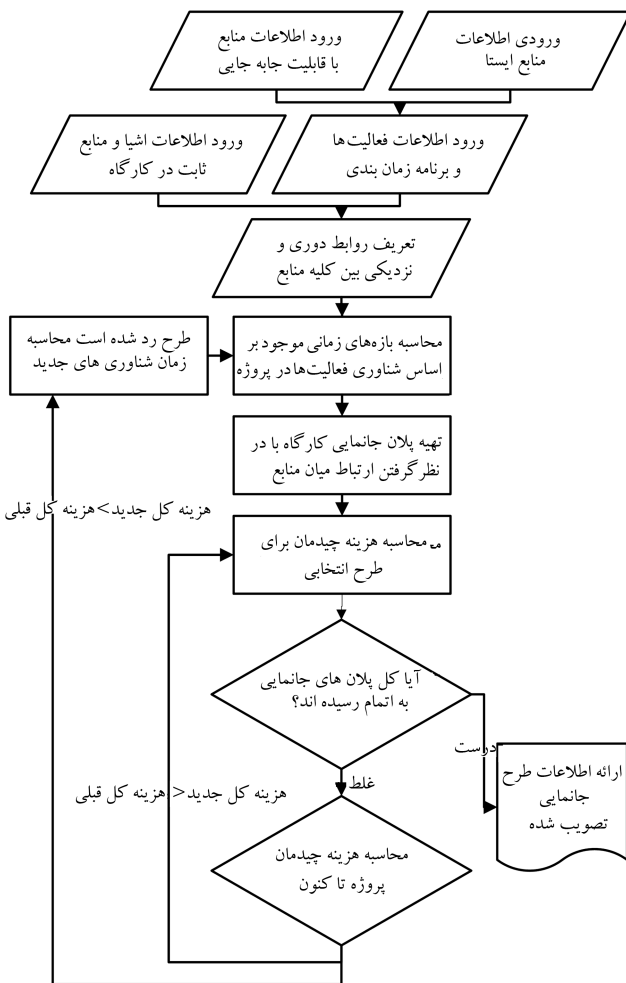 ورودی اطلاعات
منابع ایستا
ورود اطلاعات منابع
با قابلیت جابه جایی
ورود اطلاعات فعالیت‌ها
و برنامه زمان بندی
ورود اطلاعات اشیا و منابع
ثابت در کارگاه
تعریف روابط دوری و
نزدیکی بین کلیه منابع
محاسبه بازه‌های زمانی موجود بر
اساس شناوری فعالیت‌ها در پروژه
طرح رد شده است محاسبه
زمان شناوری های جدید
تهیه پلان جانمایی کارگاه با در
نظر گرفتن ارتباط میان منابع
هزینه کل جدید>هزینه کل قبلی
محاسبه هزینه چیدمان برای
طرح انتخابی
آیا کل پلان های جانمایی
به اتمام رسیده اند؟
درست
ارائه اطلاعات طرح
جانمایی
تصویب شده
غلط
هزینه کل جدید<هزینه کل قبلی
محاسبه هزینه چیدمان
پروژه تا کنون